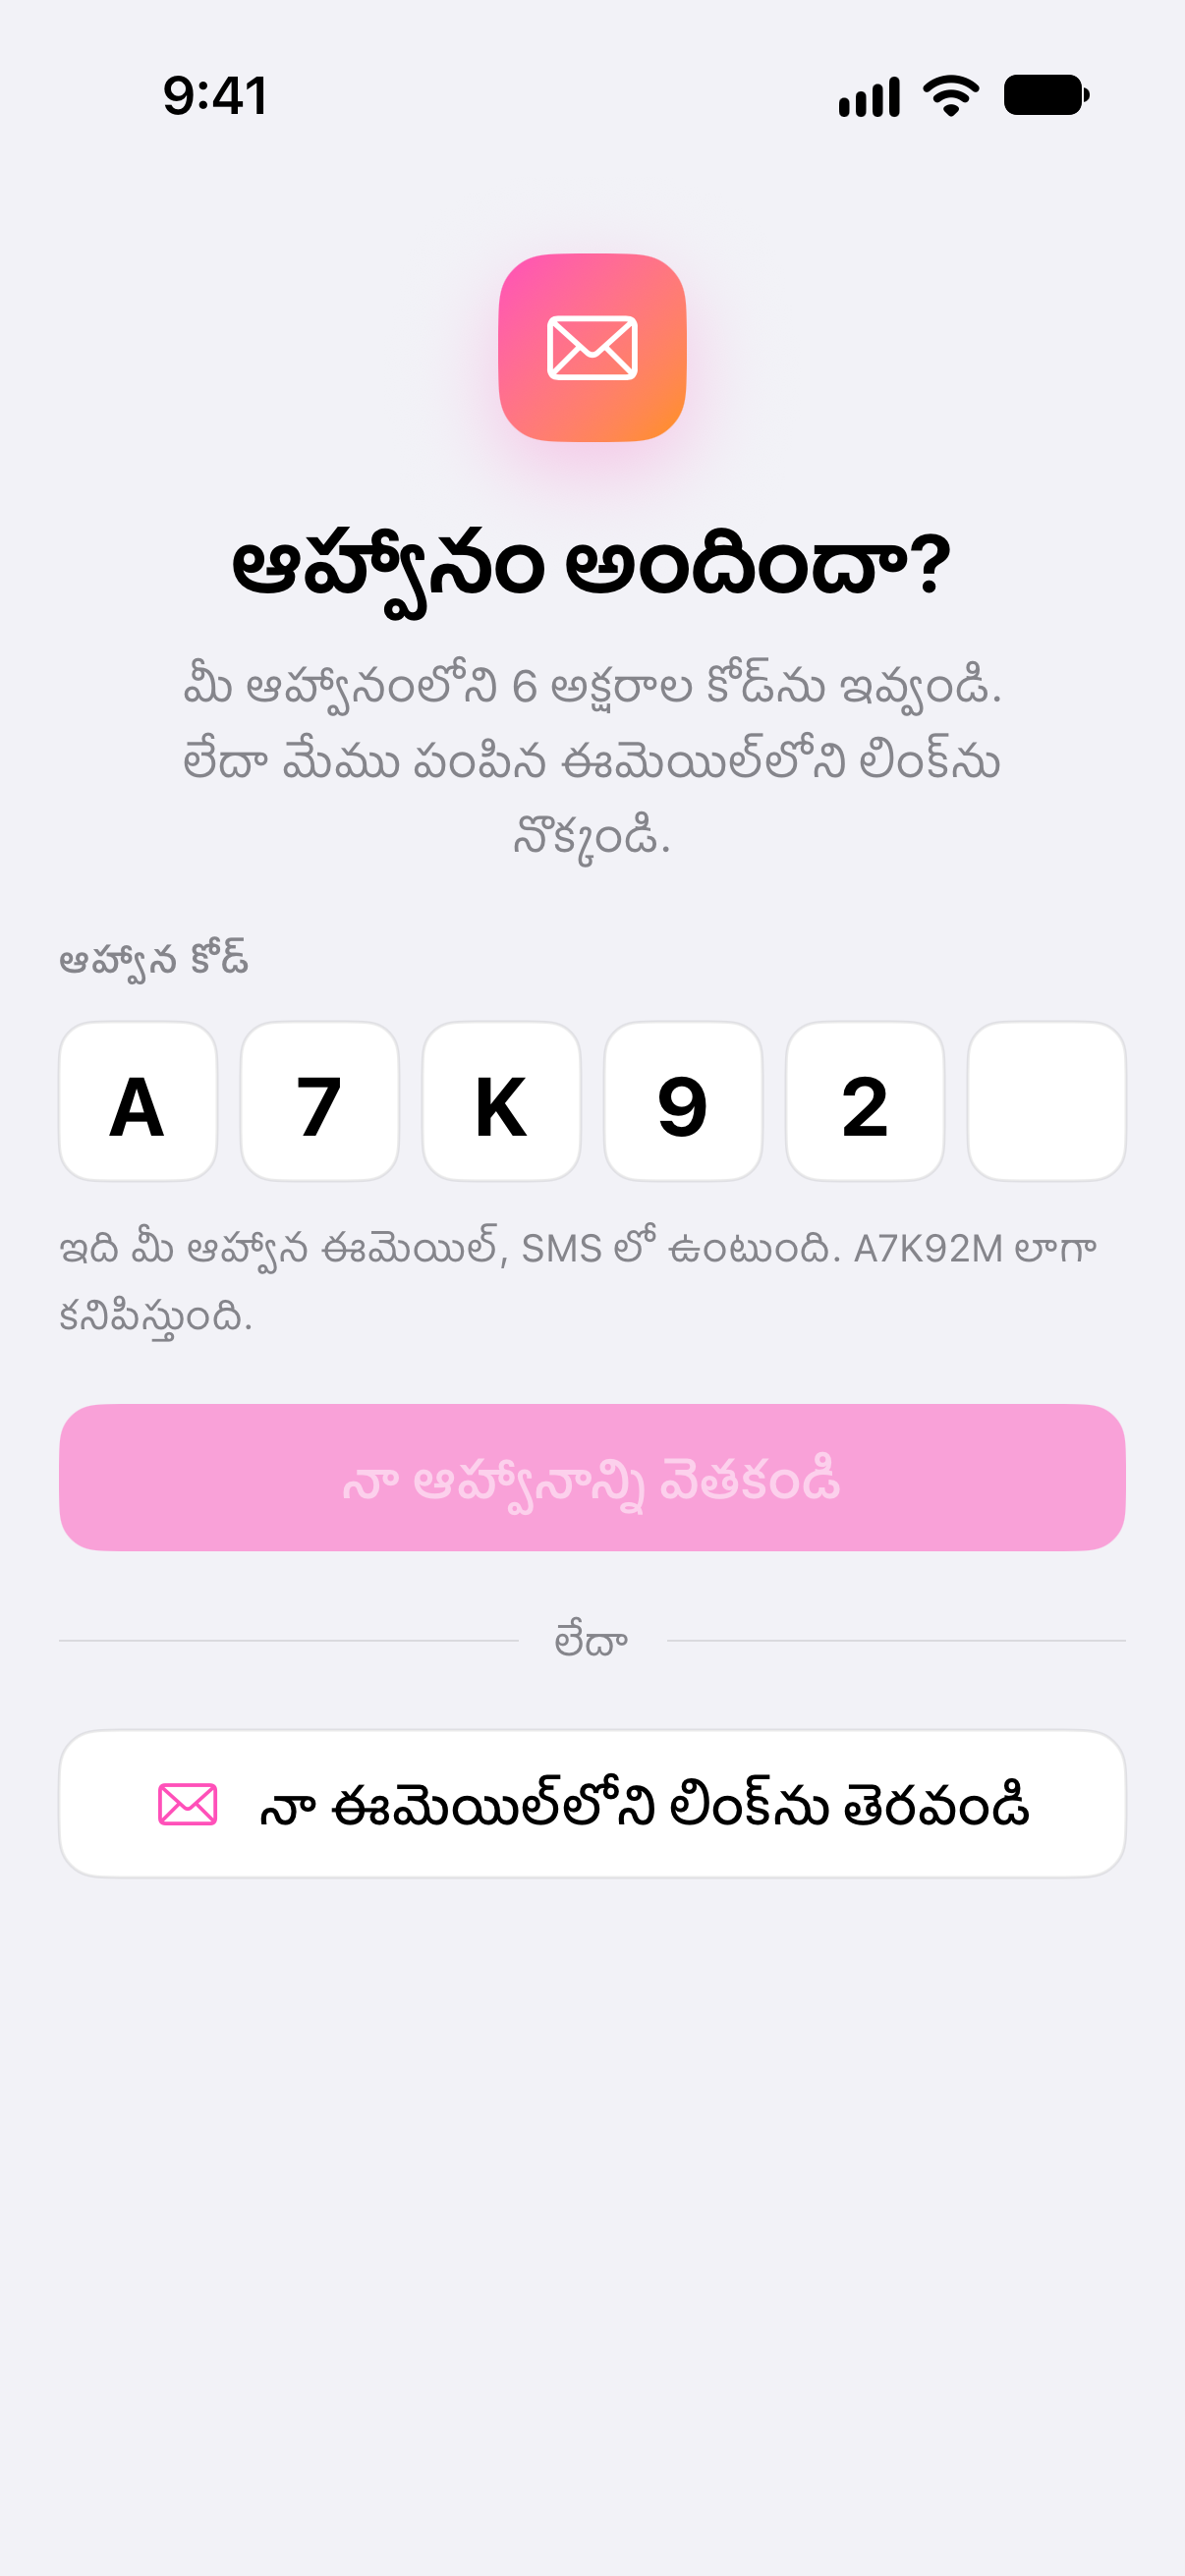 9:41
ఆహ్వానం అందిందా?
మీ ఆహ్వానంలోని 6 అక్షరాల కోడ్‌ను ఇవ్వండి.
లేదా మేము పంపిన ఈమెయిల్‌లోని లింక్‌ను
నొక్కండి.
ఆహ్వాన కోడ్
A 7 K 9 2
ఇది మీ ఆహ్వాన ఈమెయిల్, SMS లో ఉంటుంది. A7K92M లాగా
కనిపిస్తుంది.
నా ఆహ్వానాన్ని వెతకండి
లేదా
నా ఈమెయిల్‌లోని లింక్‌ను తెరవండి